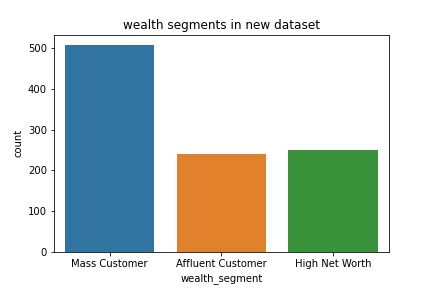 wealth segments in new dataset
500
400
300
200
100
0
count
Mass Customer Affluent Customer High Net Worth
wealth_segment